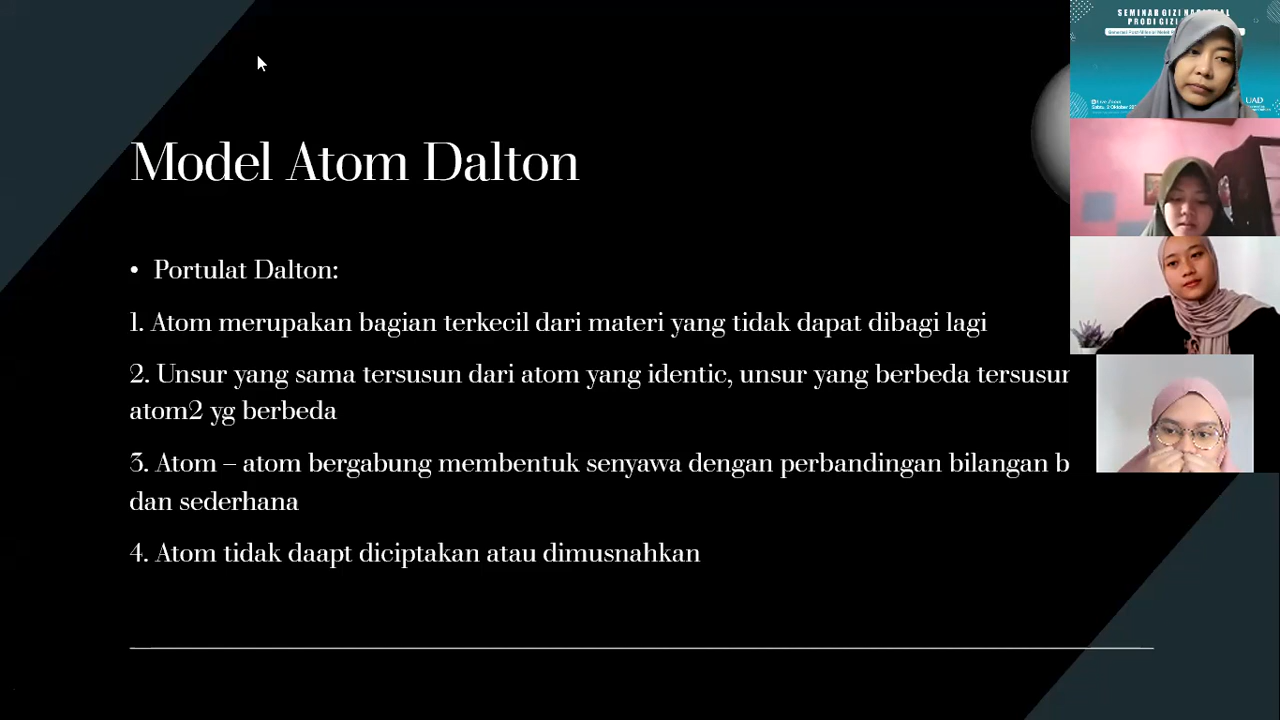 SEMINAR GIZI NASIONAL
PRODI GIZI
UAD
Model Atom Dalton
• Portulat Dalton:
1. Atom merupakan bagian terkecil dari materi yang tidak dapat dibagi lagi
2. Unsur yang sama tersusun dari atom yang identic, unsur yang berbeda tersusun
atom2 yg berbeda
3. Atom – atom bergabung membentuk senyawa dengan perbandingan bilangan b
dan sederhana
4. Atom tidak daapt diciptakan atau dimusnahkan